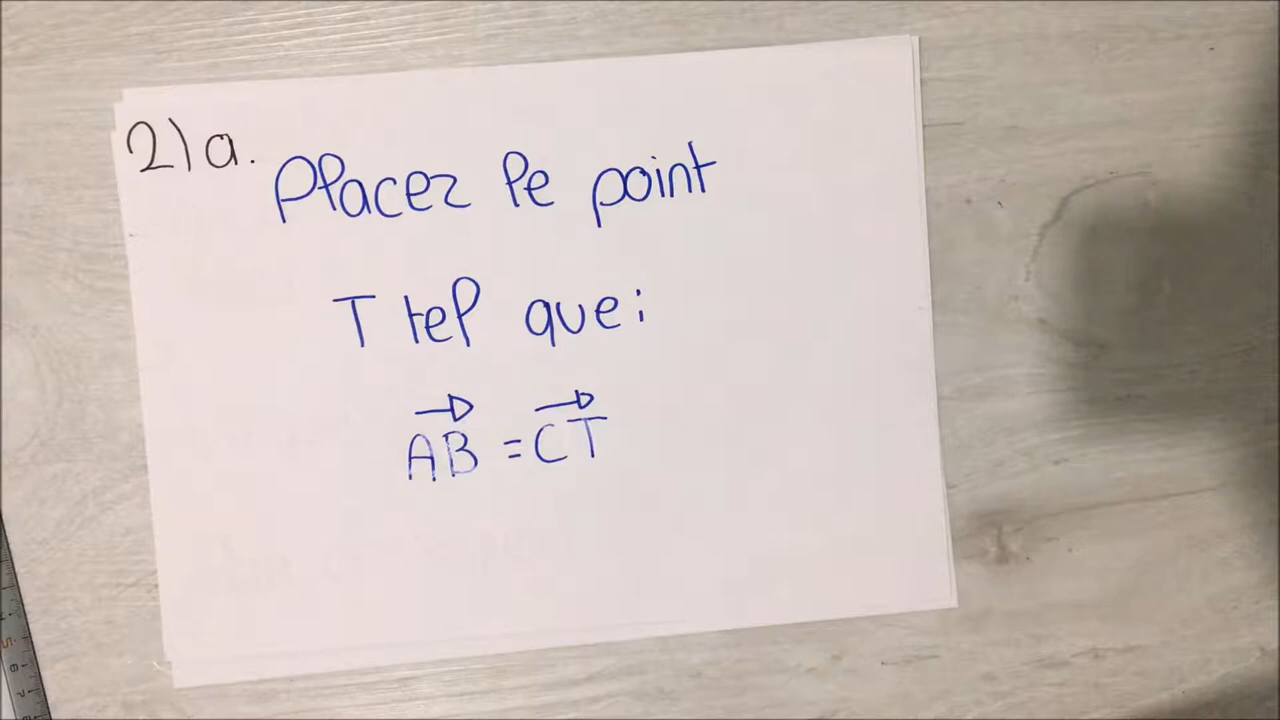 2)a. Placez le point
T tel que:
AB = CT